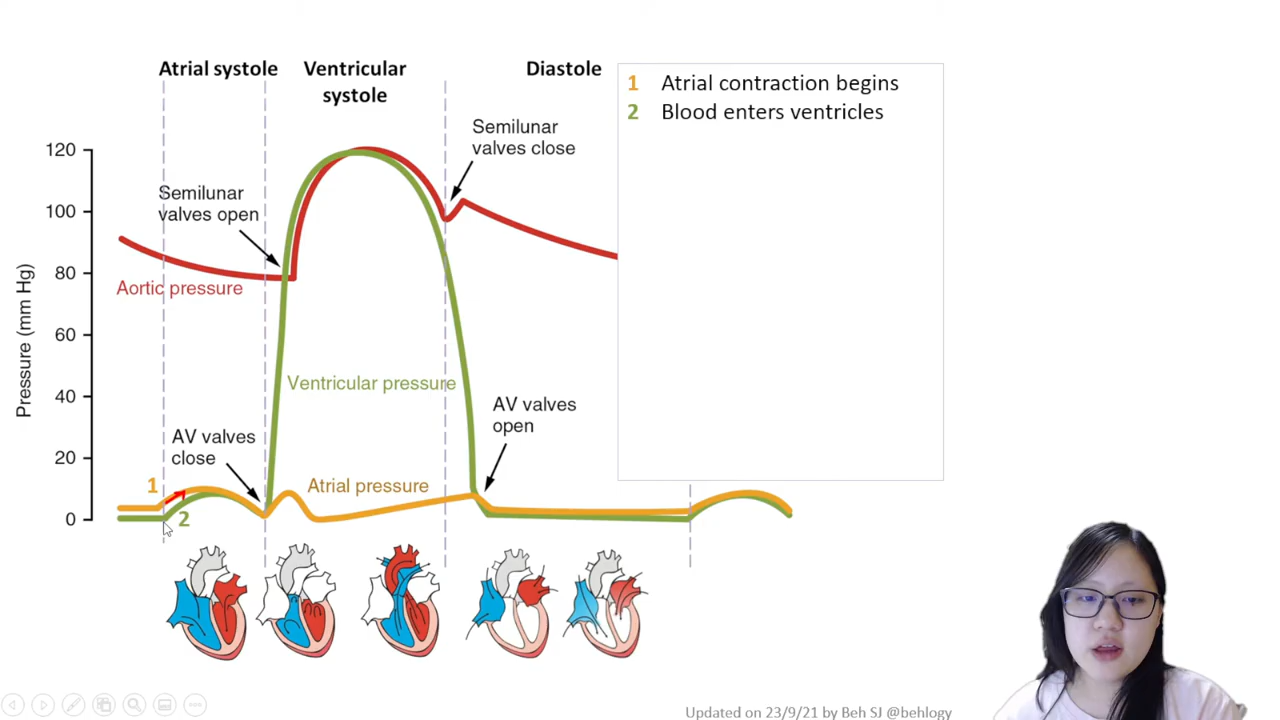 Atrial systole
Ventricular
systole
Diastole
1 Atrial contraction begins
2 Blood enters ventricles
Semilunar
valves close
Semilunar
valves open
120
100
80
60
40
20
0
Pressure (mm Hg)
Aortic pressure
Ventricular pressure
AV valves
open
AV valves
close
Atrial pressure
1
2
Updated on 23/9/21 by Beh SJ @behlogy